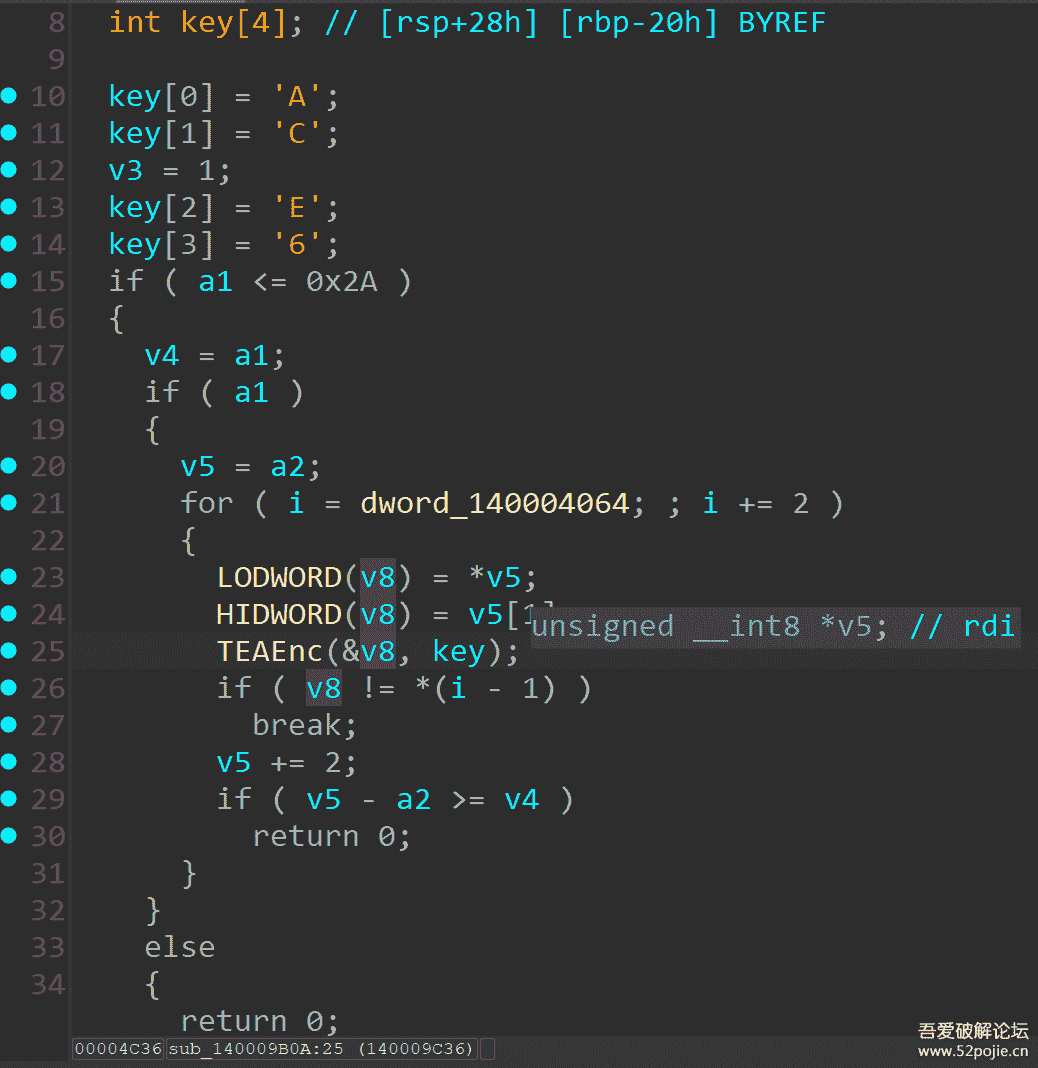 8 int key[4]; // [rsp+28h] [rbp-20h] BYREF
9
10 key[0] = 'A';
11 key[1] = 'C';
12 v3 = 1;
13 key[2] = 'E';
14 key[3] = '6';
15 if ( a1 <= 0x2A )
16 {
17 v4 = a1;
18 if ( a1 )
19 {
20 v5 = a2;
21 for ( i = dword_140004064; ; i += 2 )
22 {
23 LODWORD(v8) = *v5;
24 HIDWORD(v8) = v5[1]
unsigned __int8 *v5; // rdi
25 TEAEnc(&v8, key);
26 if ( v8 != *(i - 1) )
27 break;
28 v5 += 2;
29 if ( v5 - a2 >= v4 )
30 return 0;
31 }
32 }
33 else
34 {
return 0;
00004C36 sub_140009B0A:25 (140009C36)
吾爱破解论坛
www.52pojie.cn